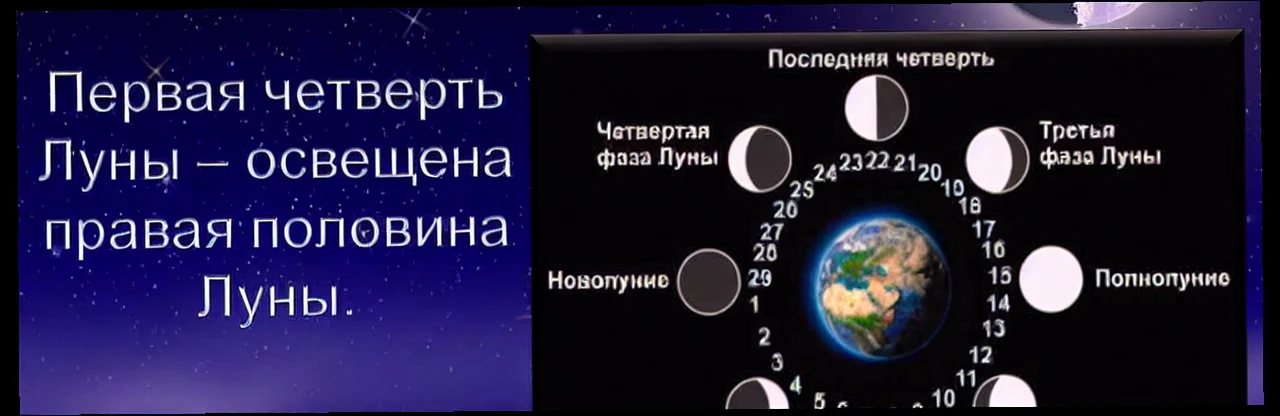 Первая четверть
Луны – освещена
правая половина
Луны.
Последняя четверть
Четвертая
фаза Луны
Третья
фаза Луны
Новолуние
Полнолуние
24 23 22 21 20
25
19
26
18
27
17
28
16
29
15
1
14
2
13
3
12
4
11
5
10